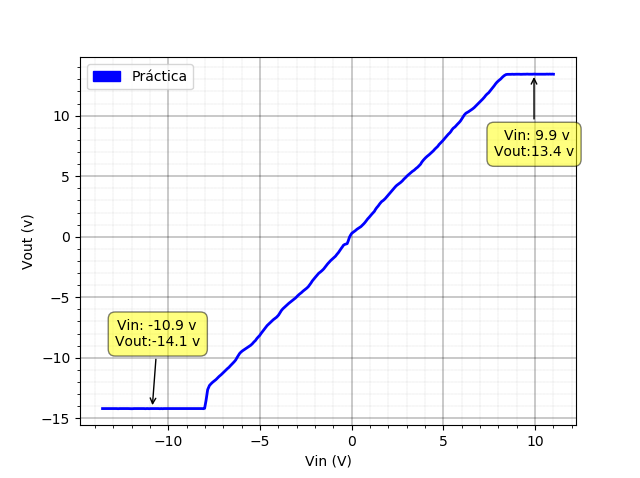 Práctica
10
5
0
−5
−10
−15
Vout (v)
Vin: 9.9 v
Vout:13.4 v
Vin: -10.9 v
Vout:-14.1 v
−10
−5
0
5
10
Vin (V)